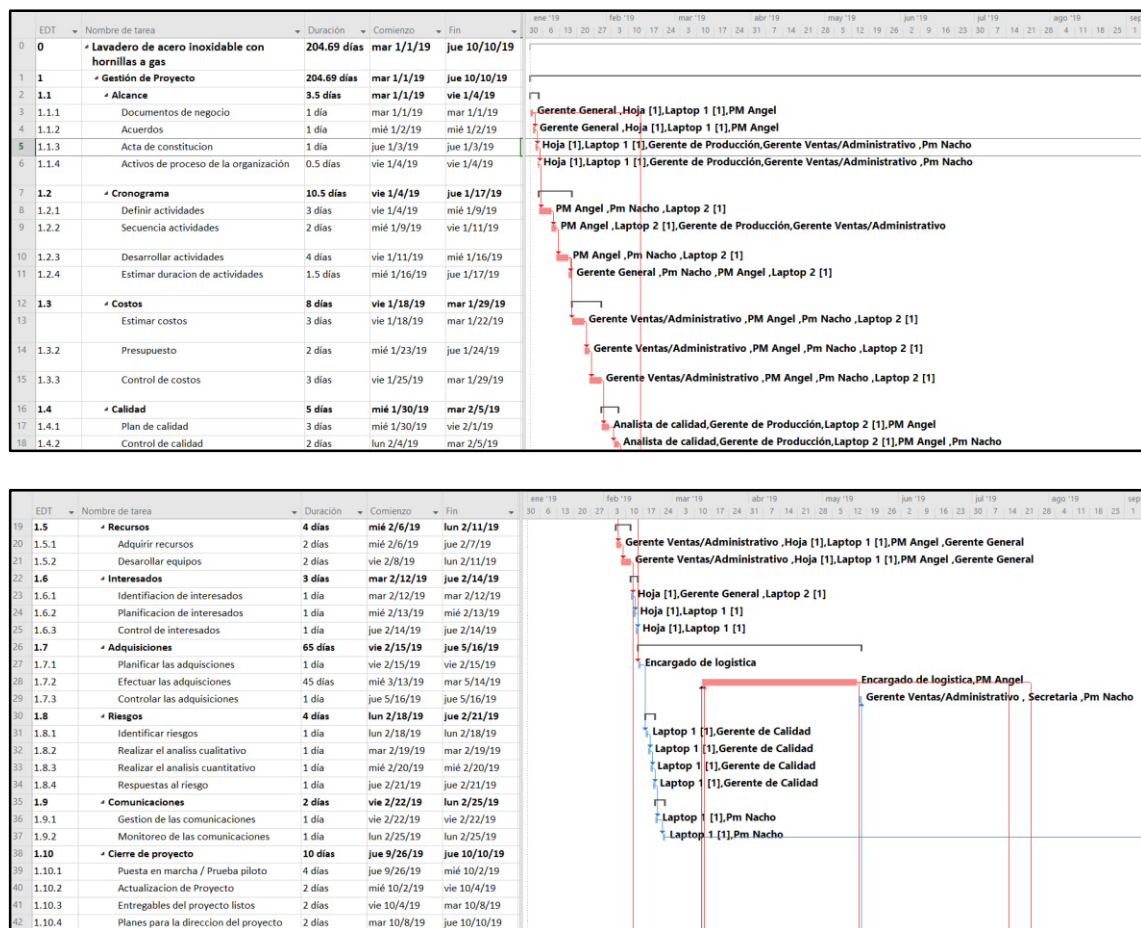 EDT Nombre de tarea Duración Comienzo Fin ene '19 feb '19 mar '19 abr '19 may '19 jun '19 jul '19 ago '19 sep
30 6 13 20 27 3 10 17 24 3 10 17 24 31 7 14 21 28 5 12 19 26 2 9 16 23 30 7 14 21 28 4 11 18 25 1
0 0 Lavadero de acero inoxidable con 204.69 días mar 1/1/19 jue 10/10/19
hornillas a gas
1 1 Gestión de Proyecto 204.69 días mar 1/1/19 jue 10/10/19
2 1.1 Alcance 3.5 días mar 1/1/19 vie 1/4/19
3 1.1.1 Documentos de negocio 1 día mar 1/1/19 mar 1/1/19 Gerente General ,Hoja [1],Laptop 1 [1],PM Angel
4 1.1.2 Acuerdos 1 día mié 1/2/19 mié 1/2/19 Gerente General ,Hoja [1],Laptop 1 [1],PM Angel
5 1.1.3 Acta de constitucion 1 día jue 1/3/19 jue 1/3/19 Hoja [1],Laptop 1 [1],Gerente de Producción,Gerente Ventas/Administrativo ,Pm Nacho
6 1.1.4 Activos de proceso de la organización 0.5 días vie 1/4/19 vie 1/4/19 Hoja [1],Laptop 1 [1],Gerente de Producción,Gerente Ventas/Administrativo ,Pm Nacho
7 1.2 Cronograma 10.5 días vie 1/4/19 jue 1/17/19
8 1.2.1 Definir actividades 3 días vie 1/4/19 mié 1/9/19 PM Angel ,Pm Nacho ,Laptop 2 [1]
9 1.2.2 Secuencia actividades 2 días mié 1/9/19 vie 1/11/19 PM Angel ,Laptop 2 [1],Gerente de Producción,Gerente Ventas/Administrativo
10 1.2.3 Desarrollar actividades 4 días vie 1/11/19 mié 1/16/19 PM Angel ,Pm Nacho ,Laptop 2 [1]
11 1.2.4 Estimar duracion de actividades 1.5 días mié 1/16/19 jue 1/17/19 Gerente General ,Pm Nacho ,PM Angel ,Laptop 2 [1]
12 1.3 Costos 8 días vie 1/18/19 mar 1/29/19
13 Estimar costos 3 días vie 1/18/19 mar 1/22/19 Gerente Ventas/Administrativo ,PM Angel ,Pm Nacho ,Laptop 2 [1]
14 1.3.2 Presupuesto 2 días mié 1/23/19 jue 1/24/19 Gerente Ventas/Administrativo ,PM Angel ,Pm Nacho ,Laptop 2 [1]
15 1.3.3 Control de costos 3 días vie 1/25/19 mar 1/29/19 Gerente Ventas/Administrativo ,PM Angel ,Pm Nacho ,Laptop 2 [1]
16 1.4 Calidad 5 días mié 1/30/19 mar 2/5/19
17 1.4.1 Plan de calidad 3 días mié 1/30/19 vie 2/1/19 Analista de calidad,Gerente de Producción,Laptop 2 [1],PM Angel
18 1.4.2 Control de calidad 2 días lun 2/4/19 mar 2/5/19 Analista de calidad,Gerente de Producción,Laptop 2 [1],PM Angel ,Pm Nacho
EDT Nombre de tarea Duración Comienzo Fin ene '19 feb '19 mar '19 abr '19 may '19 jun '19 jul '19 ago '19 sep
30 6 13 20 27 3 10 17 24 3 10 17 24 31 7 14 21 28 5 12 19 26 2 9 16 23 30 7 14 21 28 4 11 18 25 1
19 1.5 Recursos 4 días mié 2/6/19 lun 2/11/19
20 1.5.1 Adquirir recursos 2 días mié 2/6/19 jue 2/7/19 Gerente Ventas/Administrativo ,Hoja [1],Laptop 1 [1],PM Angel ,Gerente General
21 1.5.2 Desarollar equipos 2 días vie 2/8/19 lun 2/11/19 Gerente Ventas/Administrativo ,Hoja [1],Laptop 1 [1],PM Angel ,Gerente General
22 1.6 Interesados 3 días mar 2/12/19 jue 2/14/19
23 1.6.1 Identifiacion de interesados 1 día mar 2/12/19 mar 2/12/19 Hoja [1],Gerente General ,Laptop 2 [1]
24 1.6.2 Planificacion de interesados 1 día mié 2/13/19 mié 2/13/19 Hoja [1],Laptop 1 [1]
25 1.6.3 Control de interesados 1 día jue 2/14/19 jue 2/14/19 Hoja [1],Laptop 1 [1]
26 1.7 Adquisiciones 65 días vie 2/15/19 jue 5/16/19
27 1.7.1 Planificar las adquisciones 1 día vie 2/15/19 vie 2/15/19 Encargado de logistica
28 1.7.2 Efectuar las adquisciones 45 días mié 3/13/19 mar 5/14/19 Encargado de logistica,PM Angel
29 1.7.3 Controlar las adquisiciones 1 día jue 5/16/19 jue 5/16/19 Gerente Ventas/Administrativo , Secretaria ,Pm Nacho
30 1.8 Riesgos 4 días lun 2/18/19 jue 2/21/19
31 1.8.1 Identificar riesgos 1 día lun 2/18/19 lun 2/18/19 Laptop 1 [1],Gerente de Calidad
32 1.8.2 Realizar el analiss cualitativo 1 día mar 2/19/19 mar 2/19/19 Laptop 1 [1],Gerente de Calidad
33 1.8.3 Realizar el analisis cuantitativo 1 día mié 2/20/19 mié 2/20/19 Laptop 1 [1],Gerente de Calidad
34 1.8.4 Respuestas al riesgo 1 día jue 2/21/19 jue 2/21/19 Laptop 1 [1],Gerente de Calidad
35 1.9 Comunicaciones 2 días vie 2/22/19 lun 2/25/19
36 1.9.1 Gestion de las comunicaciones 1 día vie 2/22/19 vie 2/22/19 Laptop 1 [1],Pm Nacho
37 1.9.2 Monitoreo de las comunicaciones 1 día lun 2/25/19 lun 2/25/19 Laptop 1 [1],Pm Nacho
38 1.10 Cierre de proyecto 10 días jue 9/26/19 jue 10/10/19
39 1.10.1 Puesta en marcha / Prueba piloto 4 días jue 9/26/19 mié 10/2/19
40 1.10.2 Actualizacion de Proyecto 2 días mié 10/2/19 vie 10/4/19
41 1.10.3 Entregables del proyecto listos 2 días vie 10/4/19 mar 10/8/19
42 1.10.4 Planes para la direccion del proyecto 2 días mar 10/8/19 jue 10/10/19